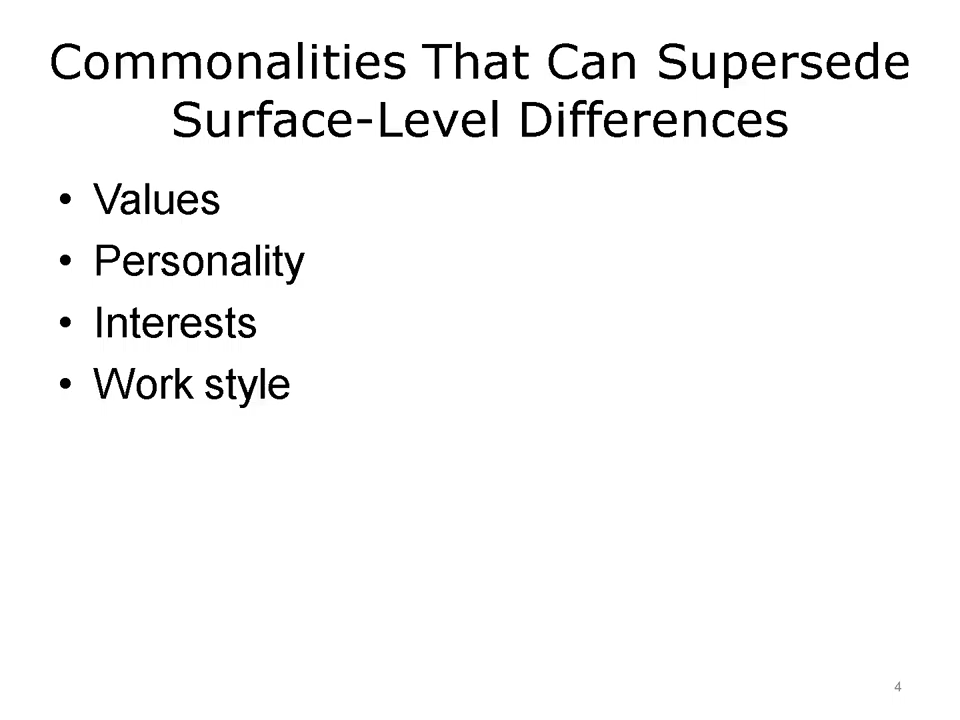 Commonalities That Can Supersede
Surface-Level Differences
• Values
• Personality
• Interests
• Work style
4